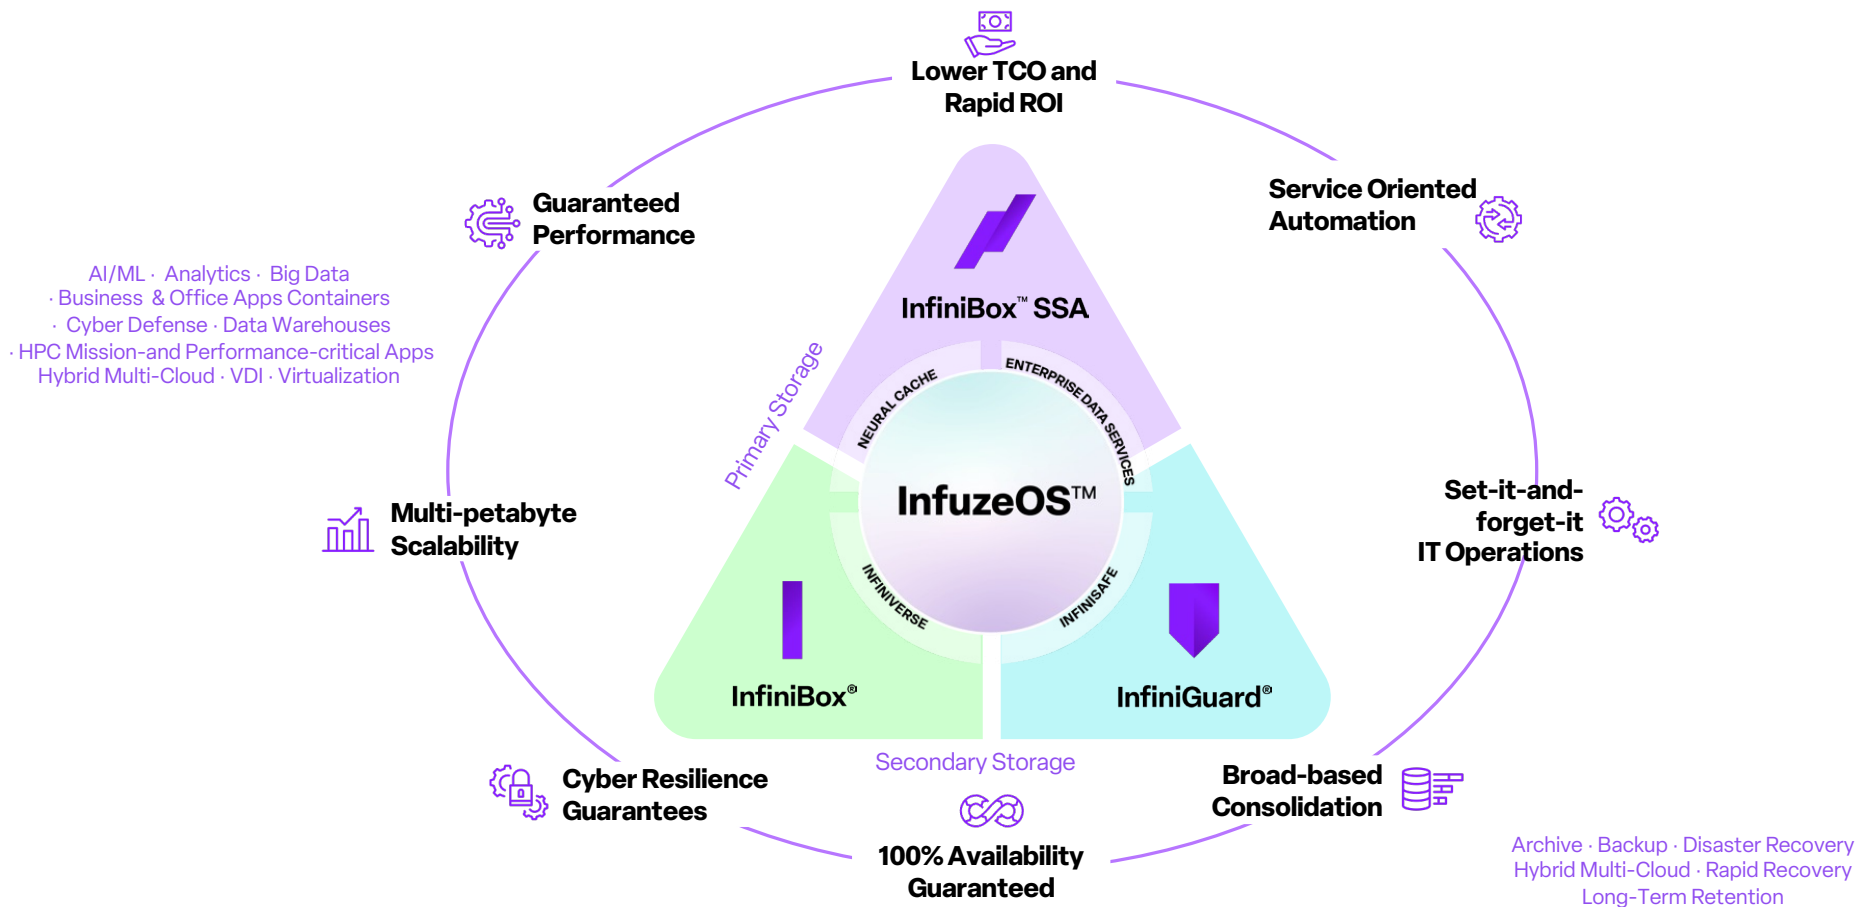 Lower TCO and
Rapid ROI
Guaranteed
Performance
Service Oriented
Automation
AI/ML · Analytics · Big Data
· Business & Office Apps Containers
· Cyber Defense · Data Warehouses
· HPC Mission-and Performance-critical Apps
Hybrid Multi-Cloud · VDI · Virtualization
InfiniBox™ SSA
Primary Storage
NEURAL CACHE
ENTERPRISE DATA SERVICES
InfuzeOS™
Multi-petabyte
Scalability
Set-it-and-
forget-it
IT Operations
INFINIVERSE
INFINISAFE
InfiniBox®
InfiniGuard®
Secondary Storage
Cyber Resilience
Guarantees
Broad-based
Consolidation
100% Availability
Guaranteed
Archive · Backup · Disaster Recovery
Hybrid Multi-Cloud · Rapid Recovery
Long-Term Retention